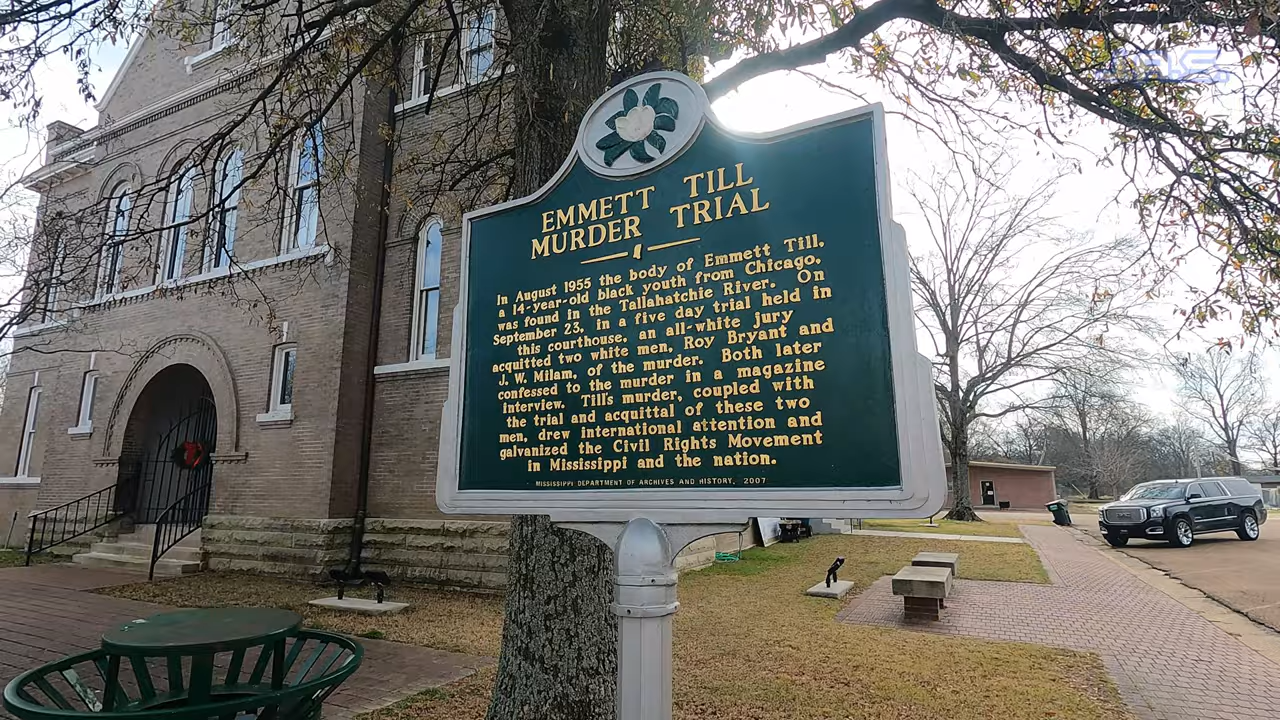 EMMETT TILL
MURDER TRIAL
In August 1955 the body of Emmett Till,
a 14-year-old black youth from Chicago,
was found in the Tallahatchie River. On
September 23, in a five day trial held in
this courthouse, an all-white jury
acquitted two white men, Roy Bryant and
J. W. Milam, of the murder. Both later
confessed to the murder in a magazine
interview. Till's murder, coupled with
the trial and acquittal of these two
men, drew international attention and
galvanized the Civil Rights Movement
in Mississippi and the nation.
MISSISSIPPI DEPARTMENT OF ARCHIVES AND HISTORY, 2007